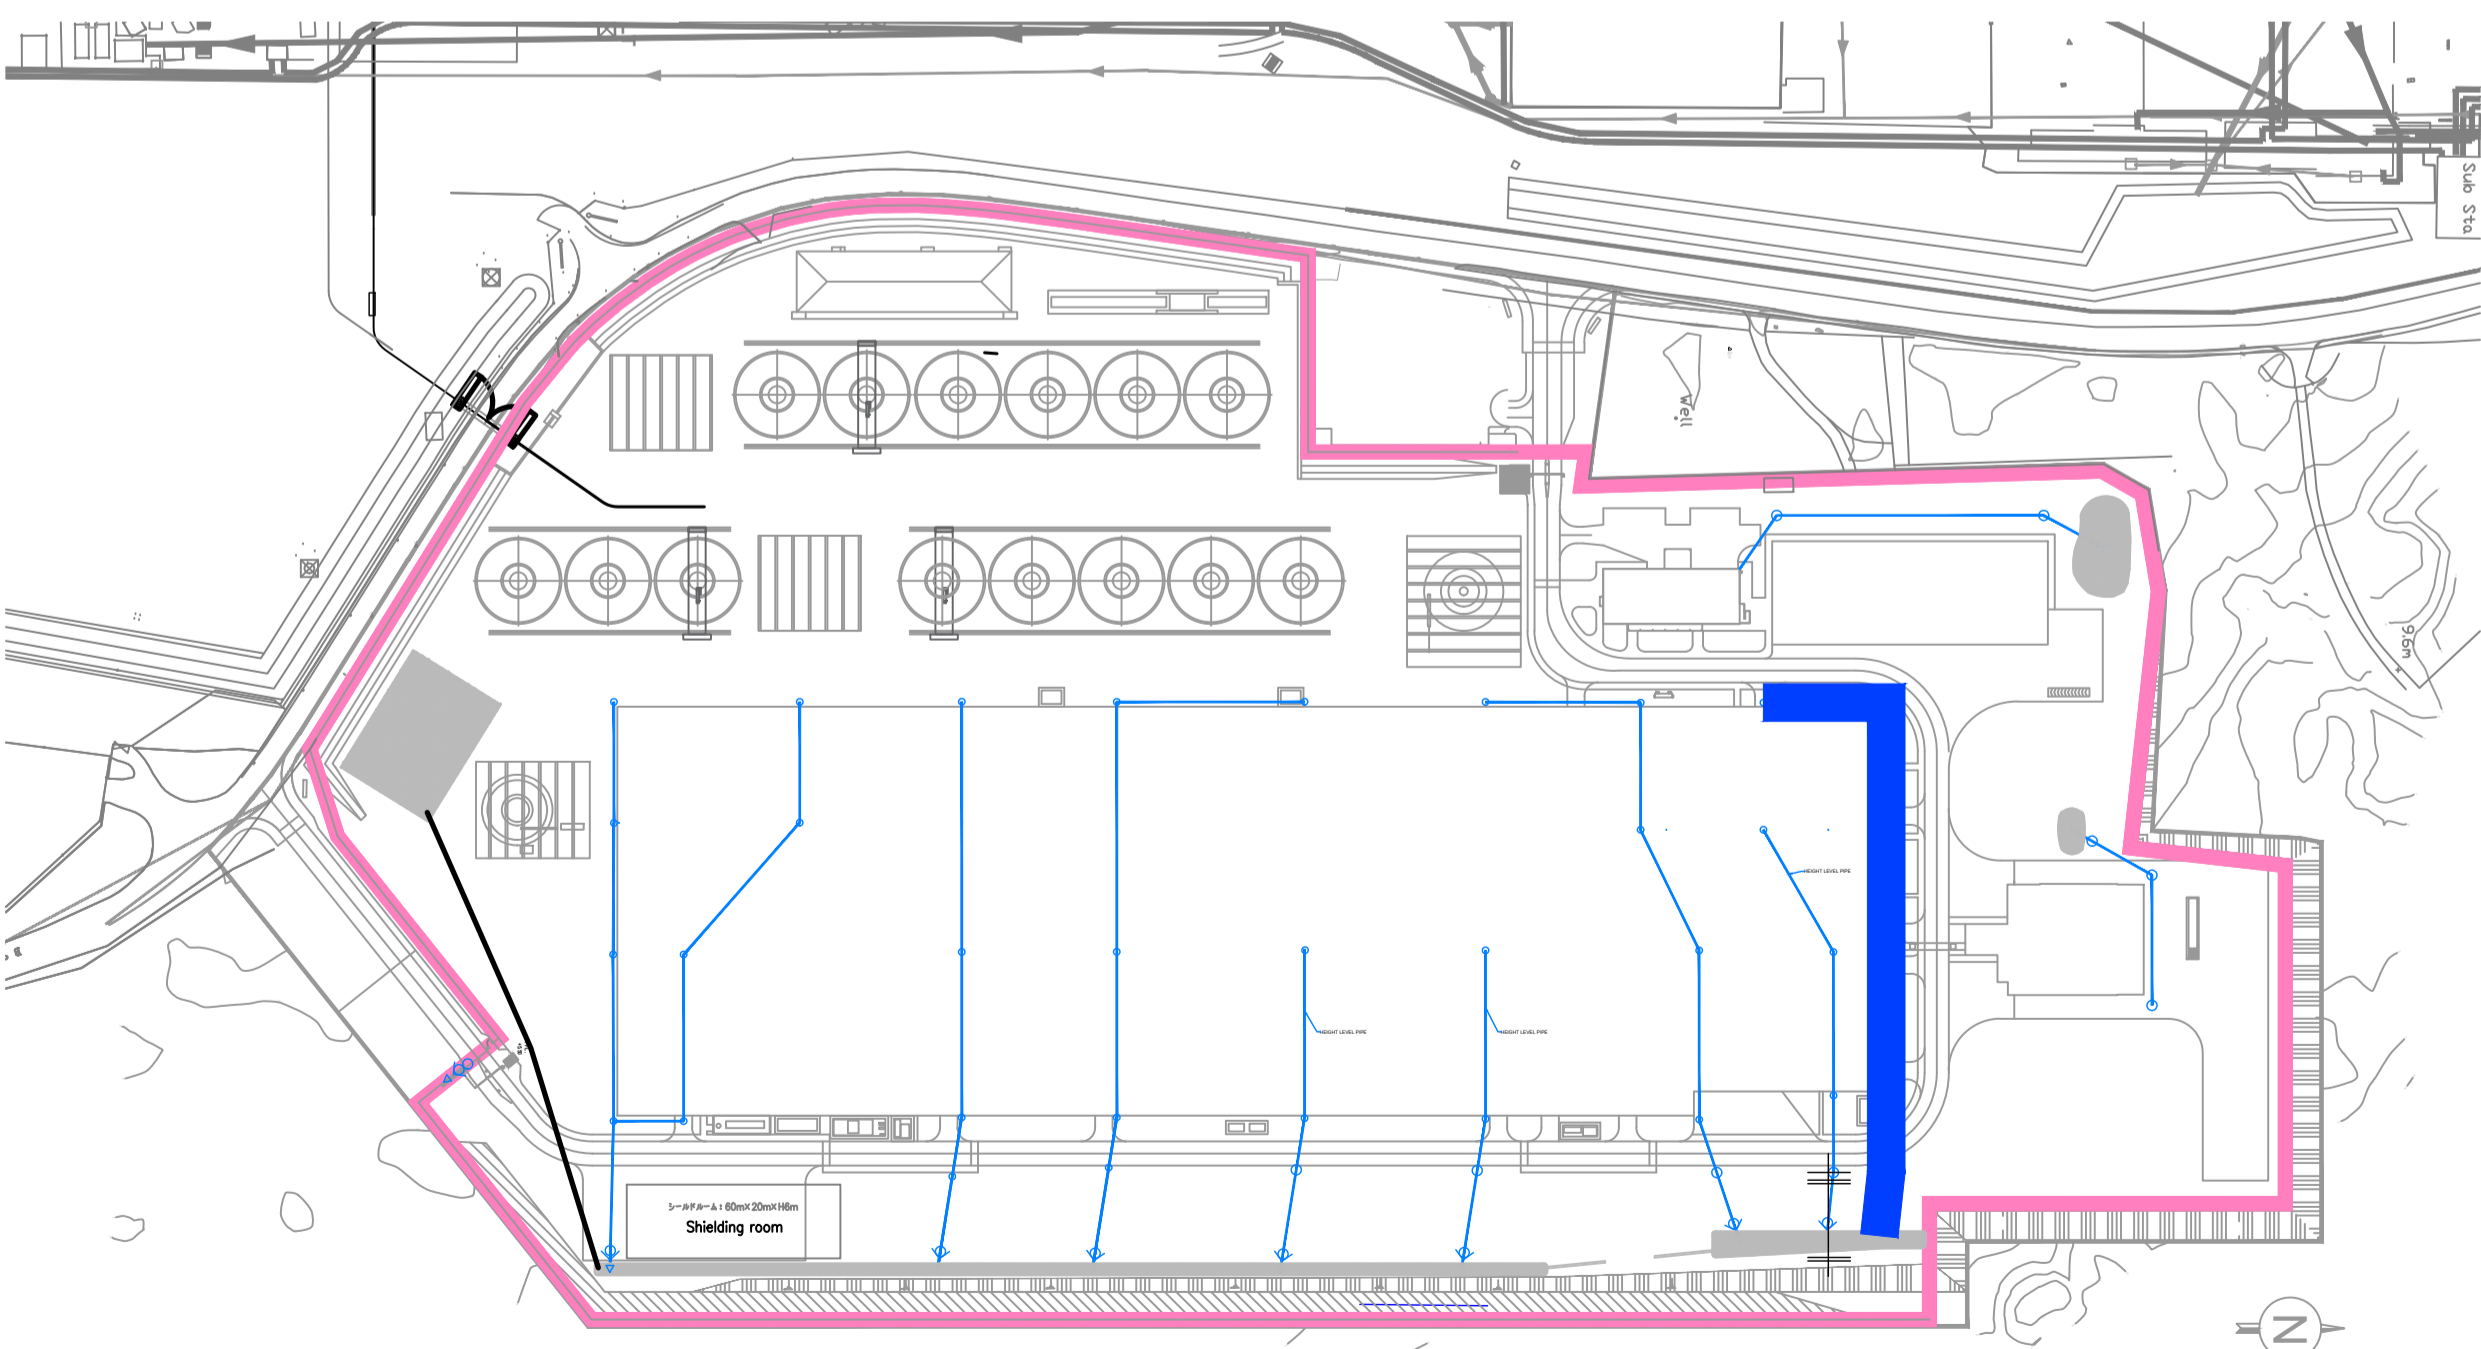 Sub Sta
Well
9.6m
HEIGHT LEVEL PIPE
HEIGHT LEVEL PIPE
HEIGHT LEVEL PIPE
シールドルーム：60m×20m×H6m
Shielding room
N